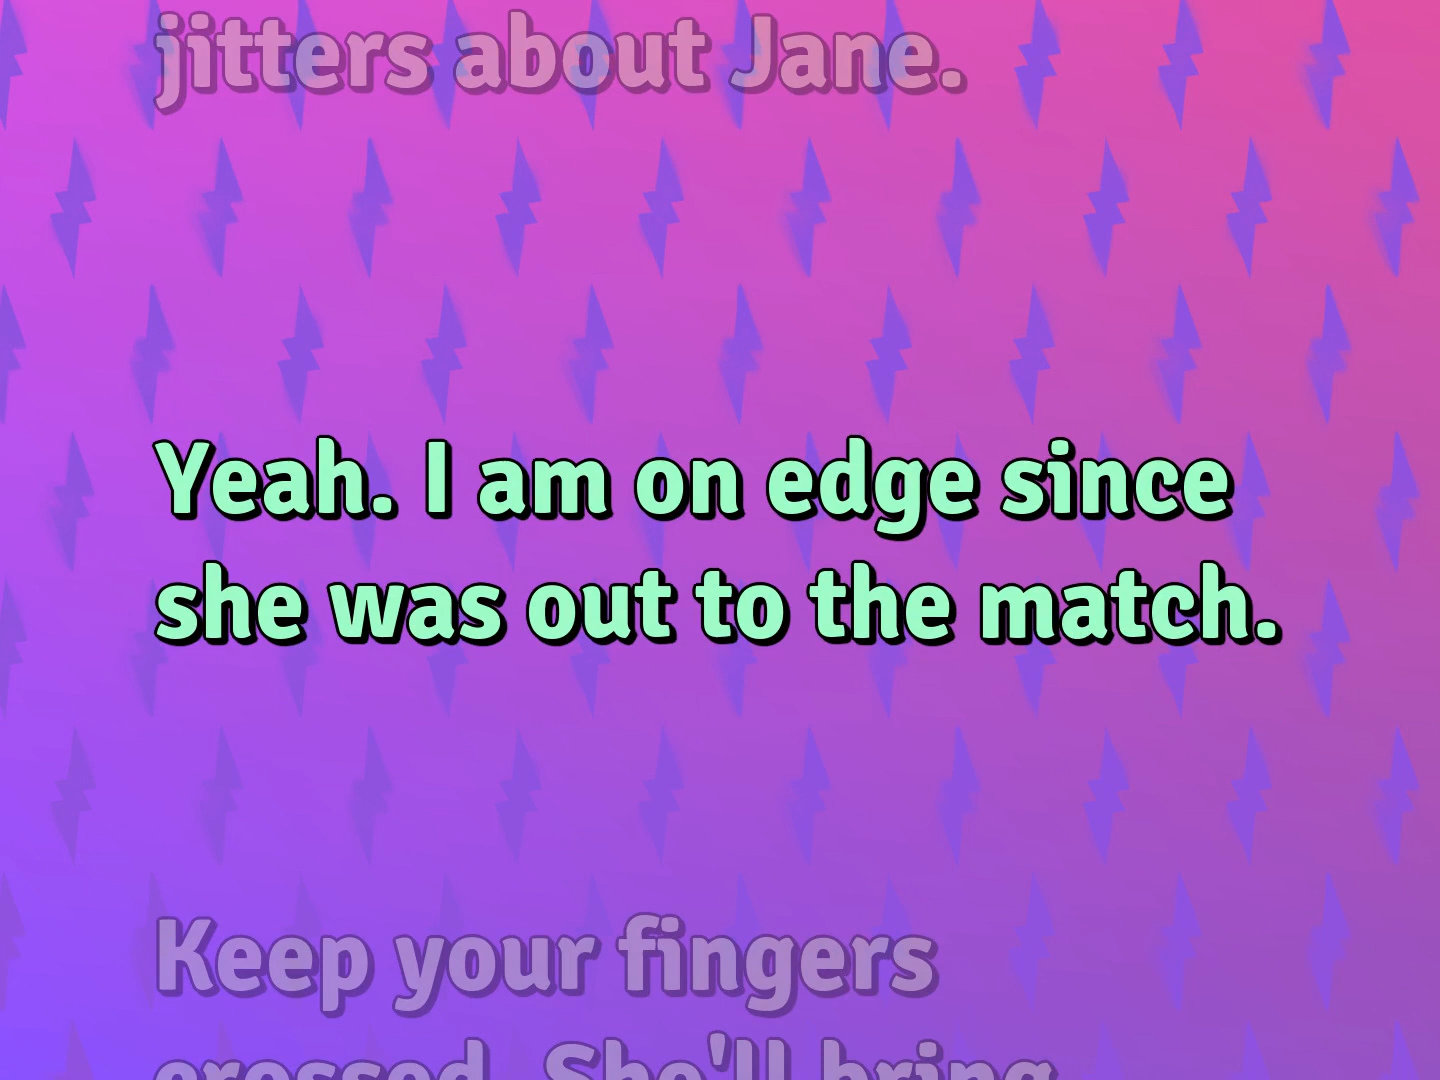 jitters about Jane.
Yeah. I am on edge since
she was out to the match.
Keep your fingers
crossed. She'll bring